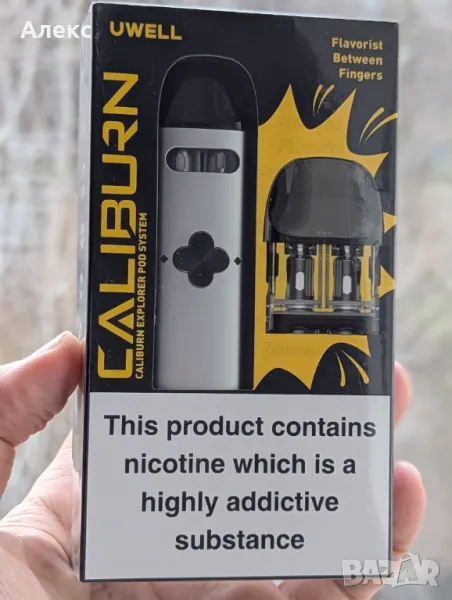 Алекс
UWELL
Flavorist
Between
Fingers
CALIBURN
CALIBURN EXPLORER POD SYSTEM
This product contains
nicotine which is a
highly addictive
substance
BAZAR